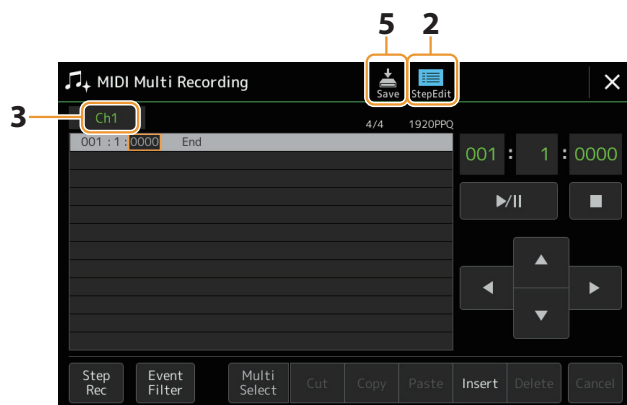 5 2
MIDI Multi Recording
Save
StepEdit
3
Ch1
4/4 1920PPQ
001 : 1 : 0000 End
001 : 1 : 0000
Step Rec
Event Filter
Multi Select
Cut
Copy
Paste
Insert
Delete
Cancel